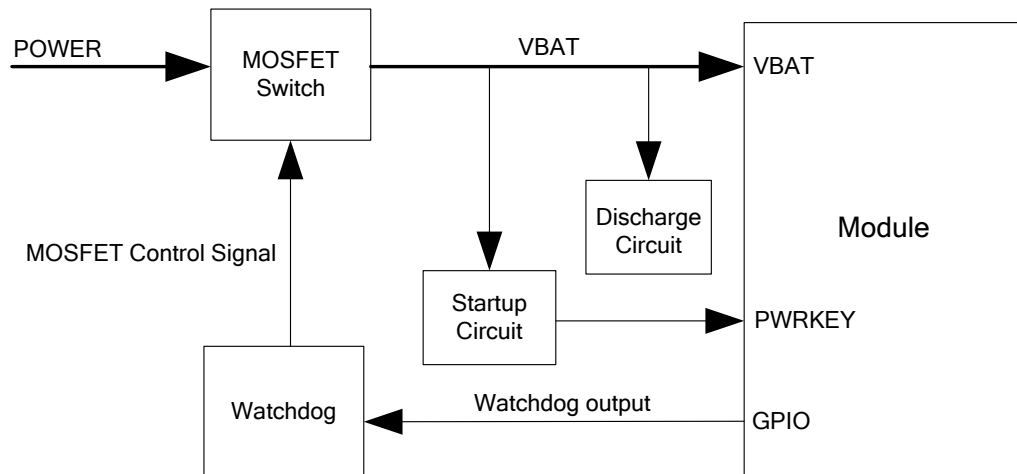 POWER
MOSFET
Switch
VBAT
VBAT
Discharge
Circuit
Module
MOSFET Control Signal
Startup
Circuit
PWRKEY
Watchdog
Watchdog output
GPIO